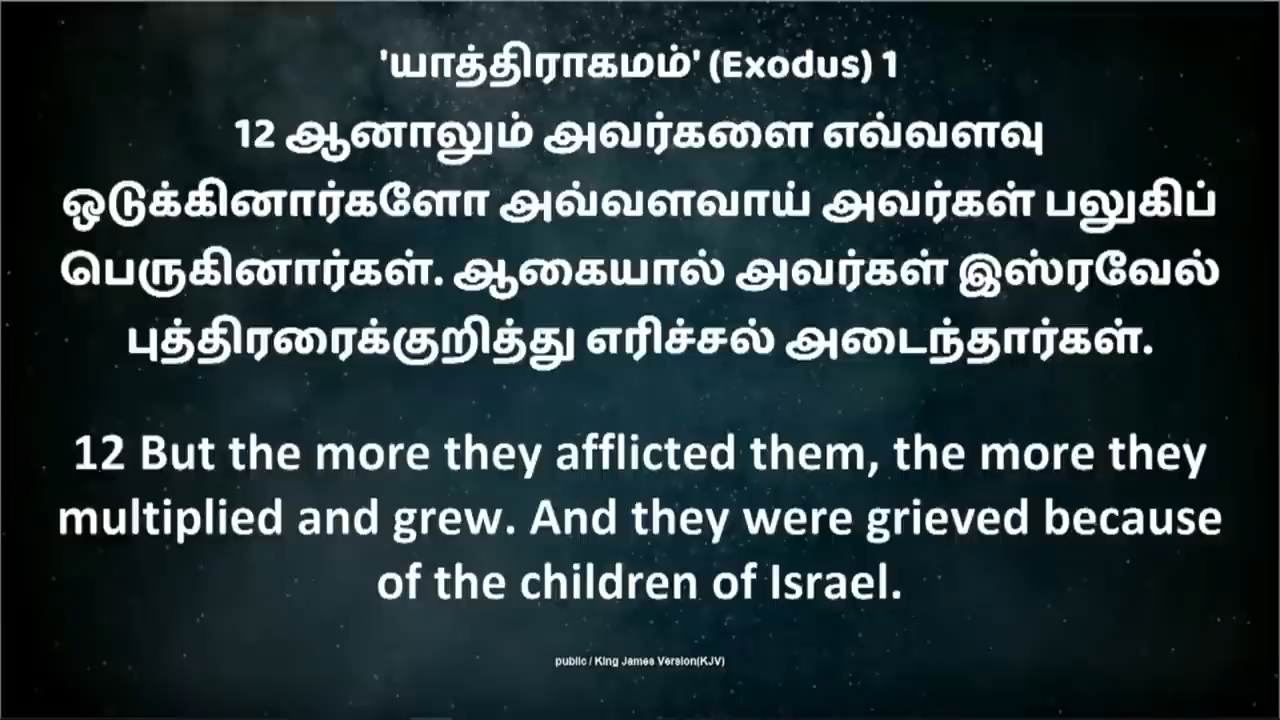 'யாத்திராகமம்' (Exodus) 1
12 ஆனாலும் அவர்களை எவ்வளவு
ஒடுக்கினார்களோ அவ்வளவாய் அவர்கள் பலுகிப்
பெருகினார்கள். ஆகையால் அவர்கள் இஸ்ரவேல்
புத்திரரைக்குறித்து எரிச்சல் அடைந்தார்கள்.
12 But the more they afflicted them, the more they
multiplied and grew. And they were grieved because
of the children of Israel.
public / King James Version(KJV)